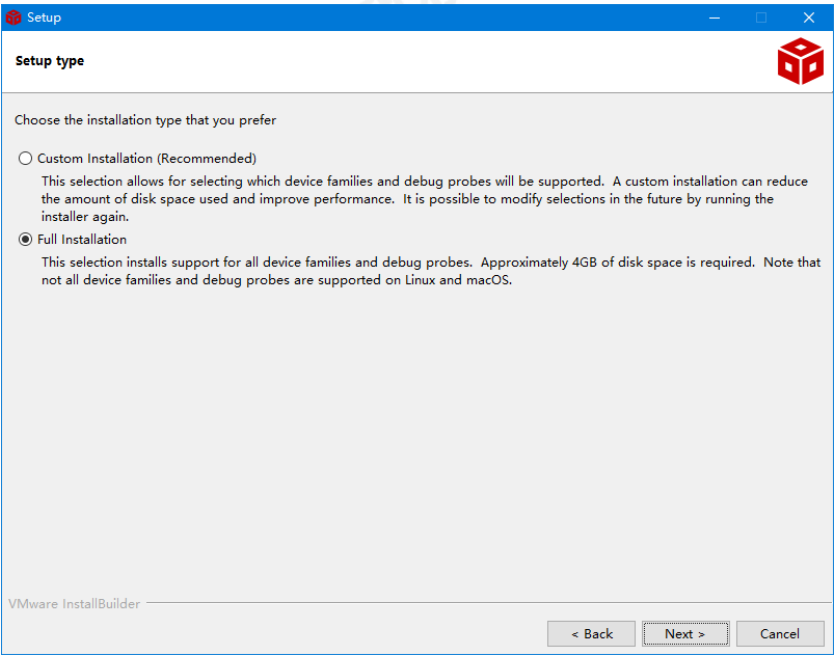 Setup
Setup type
Choose the installation type that you prefer
Custom Installation (Recommended)
This selection allows for selecting which device families and debug probes will be supported.  A custom installation can reduce
the amount of disk space used and improve performance.  It is possible to modify selections in the future by running the
installer again.
Full Installation
This selection installs support for all device families and debug probes.  Approximately 4GB of disk space is required.  Note that
not all device families and debug probes are supported on Linux and macOS.
VMware InstallBuilder
< Back
Next >
Cancel